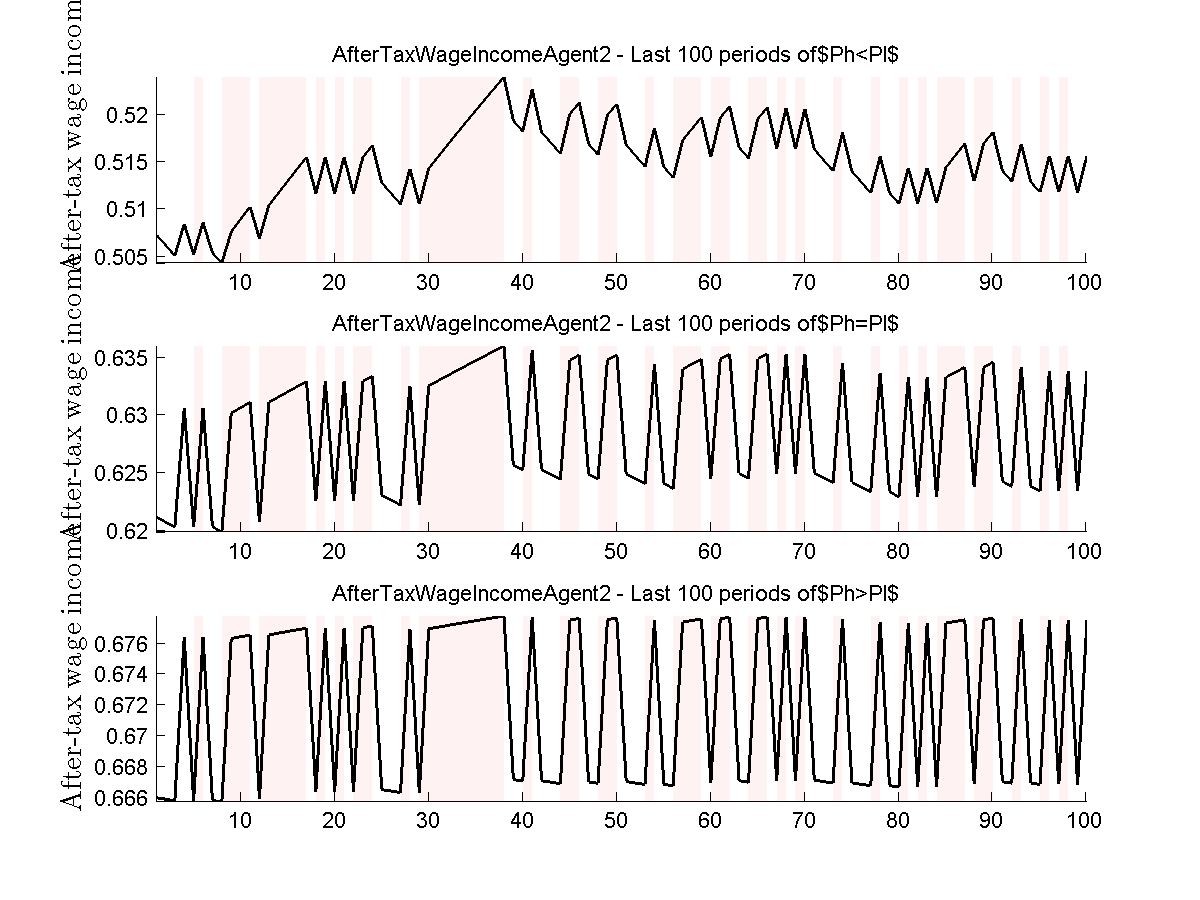 AfterTaxWageIncomeAgent2 - Last 100 periods of$Ph<Pl$
After-tax wage income
0.52
0.515
0.51
0.505
10 20 30 40 50 60 70 80 90 100
AfterTaxWageIncomeAgent2 - Last 100 periods of$Ph=Pl$
After-tax wage income
0.635
0.63
0.625
0.62
10 20 30 40 50 60 70 80 90 100
AfterTaxWageIncomeAgent2 - Last 100 periods of$Ph>Pl$
After-tax wage income
0.676
0.674
0.672
0.67
0.668
0.666
10 20 30 40 50 60 70 80 90 100